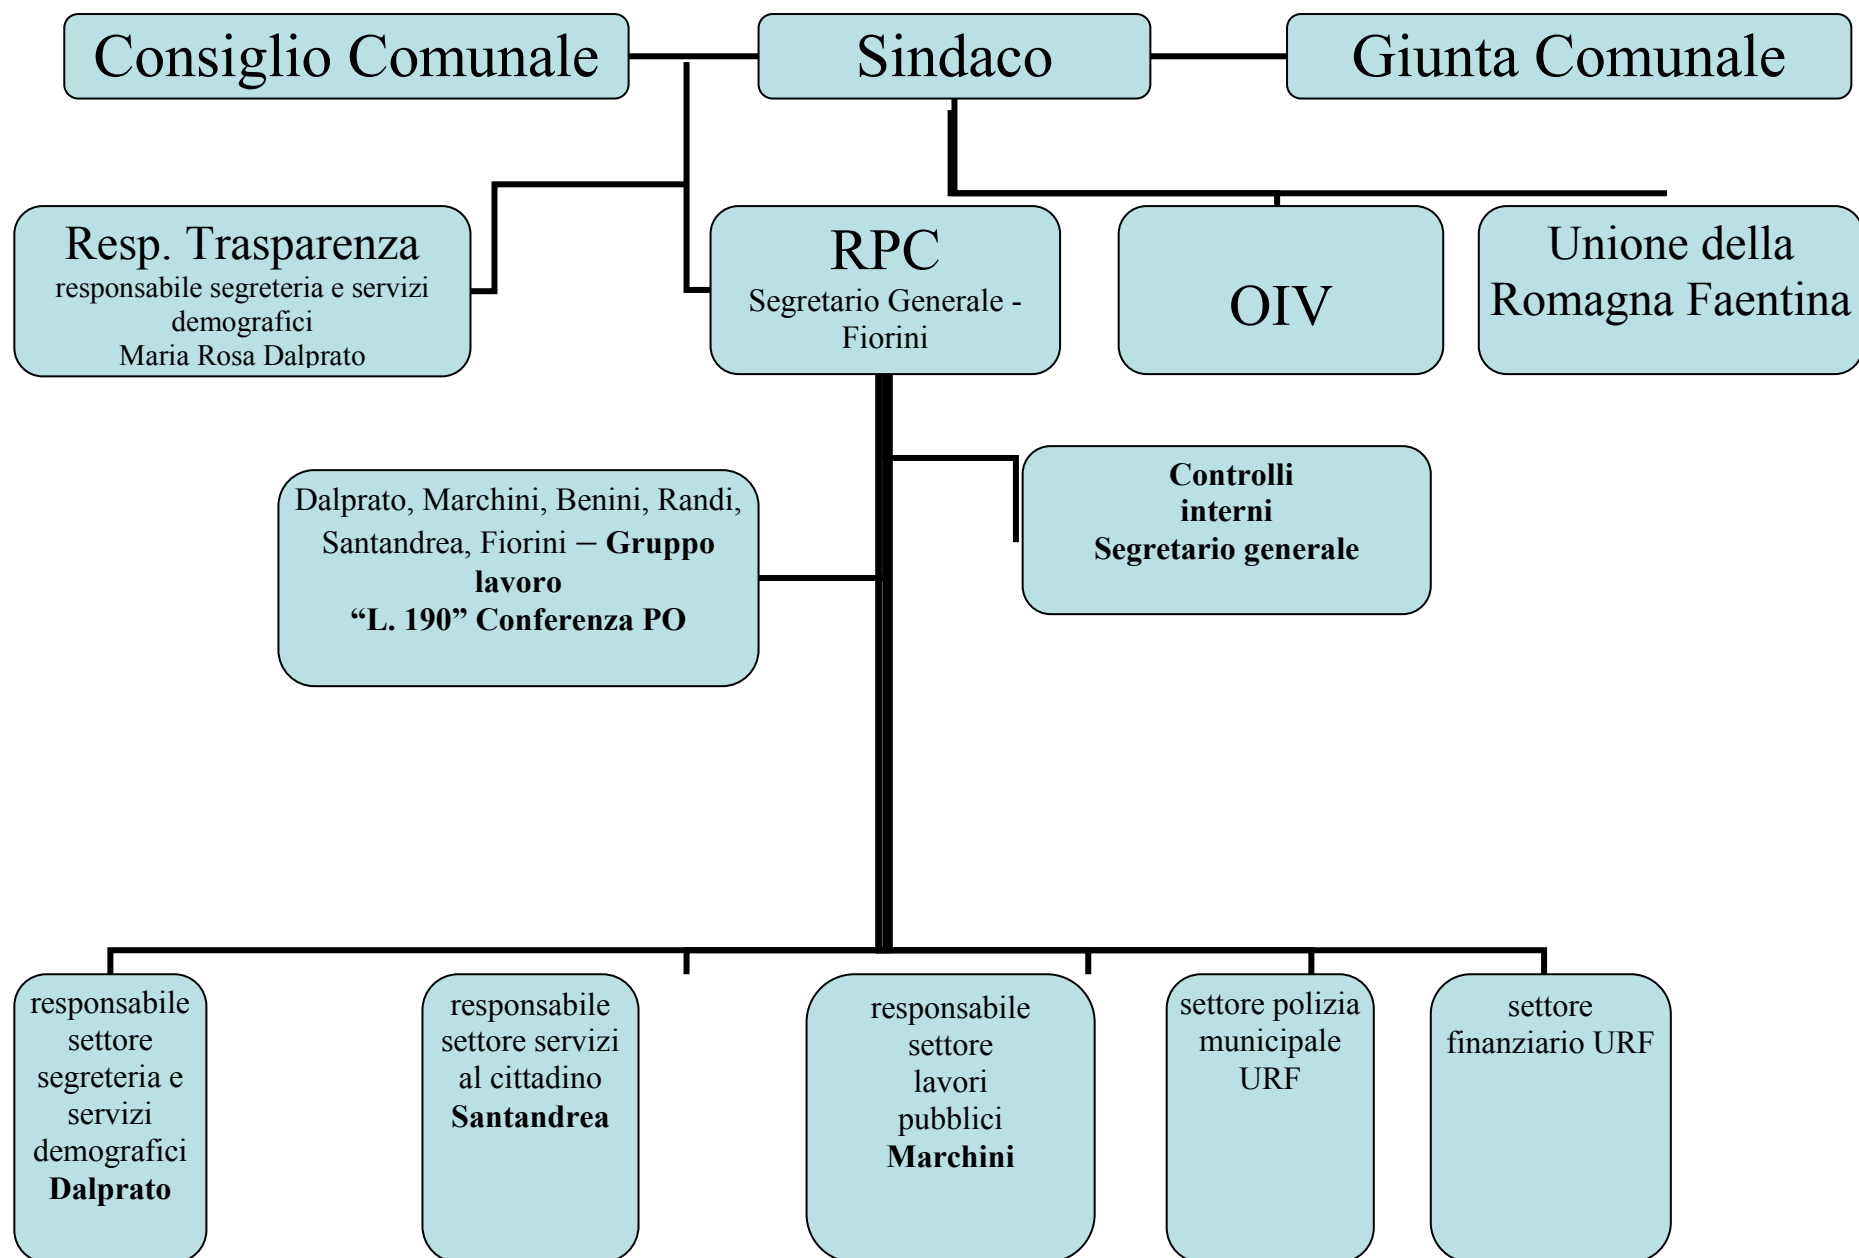 Consiglio Comunale
Sindaco
Giunta Comunale
Resp. Trasparenza
responsabile segreteria e servizi
demografici
Maria Rosa Dalprato
RPC
Segretario Generale -
Fiorini
OIV
Unione della
Romagna Faentina
Dalprato, Marchini, Benini, Randi,
Santandrea, Fiorini – Gruppo
lavoro
“L. 190” Conferenza PO
Controlli
interni
Segretario generale
responsabile
settore
segreteria e
servizi
demografici
Dalprato
responsabile
settore servizi
al cittadino
Santandrea
responsabile
settore
lavori
pubblici
Marchini
settore polizia
municipale
URF
settore
finanziario URF